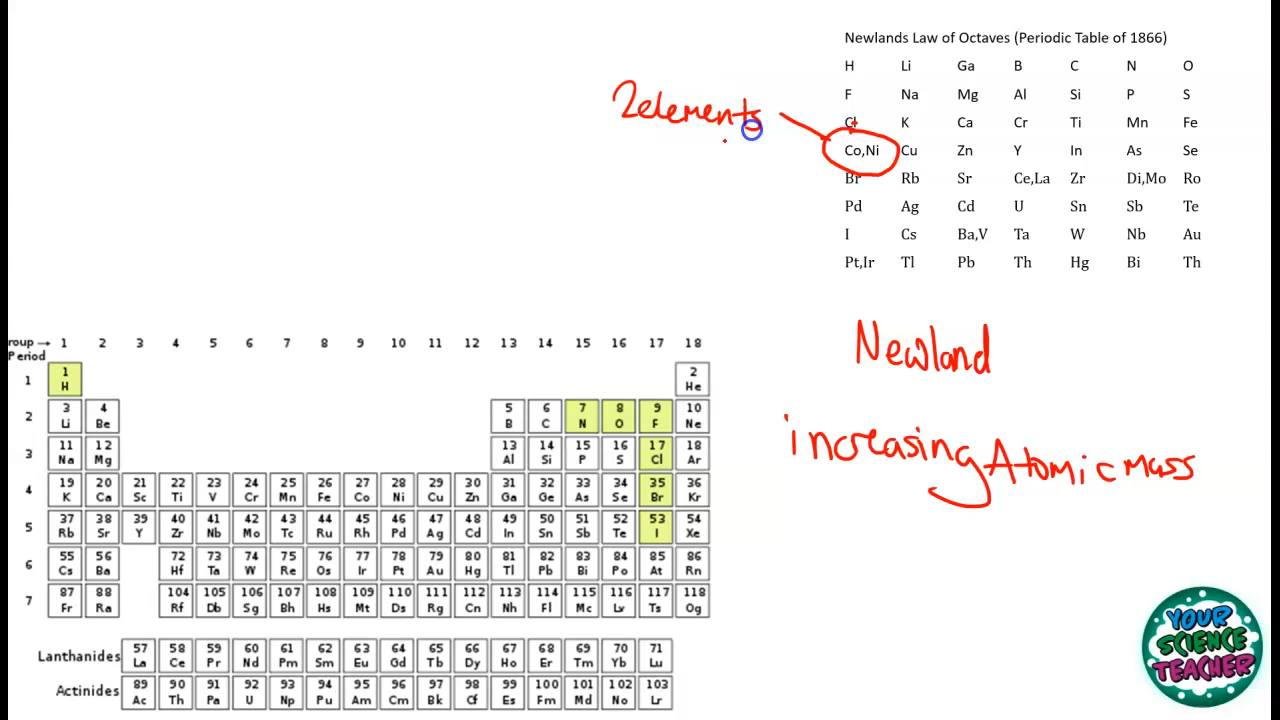 Newlands Law of Octaves (Periodic Table of 1866)
H Li Ga B C N O
F Na Mg Al Si P S
2elements
Cl K Ca Cr Ti Mn Fe
Co,Ni Cu Zn Y In As Se
Br Rb Sr Ce,La Zr Di,Mo Ro
Pd Ag Cd U Sn Sb Te
I Cs Ba,V Ta W Nb Au
Pt,Ir Tl Pb Th Hg Bi Th
Newland
increasing Atomic mass
roup → 1 2 3 4 5 6 7 8 9 10 11 12 13 14 15 16 17 18
Period
1 1 2
H He
2 3 4 5 6 7 8 9 10
Li Be B C N O F Ne
3 11 12 13 14 15 16 17 18
Na Mg Al Si P S Cl Ar
4 19 20 21 22 23 24 25 26 27 28 29 30 31 32 33 34 35 36
K Ca Sc Ti V Cr Mn Fe Co Ni Cu Zn Ga Ge As Se Br Kr
5 37 38 39 40 41 42 43 44 45 46 47 48 49 50 51 52 53 54
Rb Sr Y Zr Nb Mo Tc Ru Rh Pd Ag Cd In Sn Sb Te I Xe
6 55 56 72 73 74 75 76 77 78 79 80 81 82 83 84 85 86
Cs Ba Hf Ta W Re Os Ir Pt Au Hg Tl Pb Bi Po At Rn
7 87 88 104 105 106 107 108 109 110 111 112 113 114 115 116 117 118
Fr Ra Rf Db Sg Bh Hs Mt Ds Rg Cn Nh Fl Mc Lv Ts Og
Lanthanides 57 58 59 60 61 62 63 64 65 66 67 68 69 70 71
La Ce Pr Nd Pm Sm Eu Gd Tb Dy Ho Er Tm Yb Lu
Actinides 89 90 91 92 93 94 95 96 97 98 99 100 101 102 103
Ac Th Pa U Np Pu Am Cm Bk Cf Es Fm Md No Lr
YOUR
SCIENCE
TEACHER